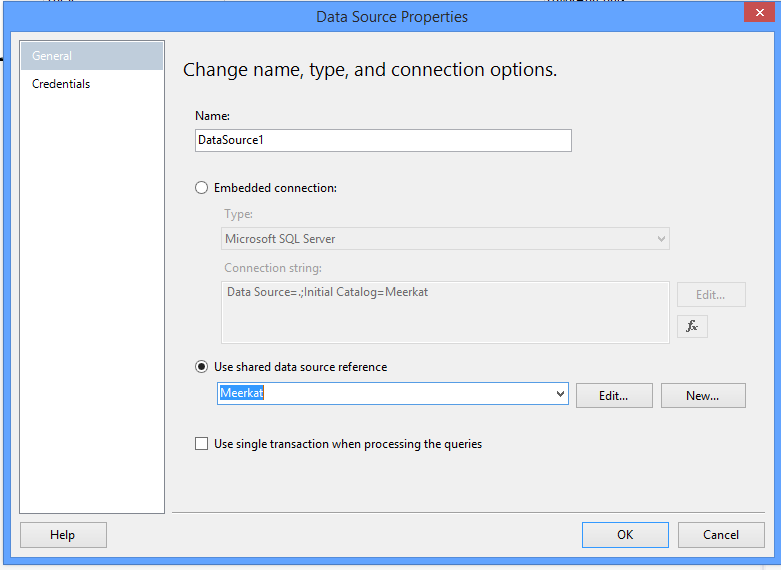 Data Source Properties
General
Credentials
Change name, type, and connection options.
Name:
DataSource1
Embedded connection:
Type:
Microsoft SQL Server
Connection string:
Data Source=.;Initial Catalog=Meerkat
Edit...
fx
Use shared data source reference
Meerkat
Edit...
New...
Use single transaction when processing the queries
Help
OK
Cancel